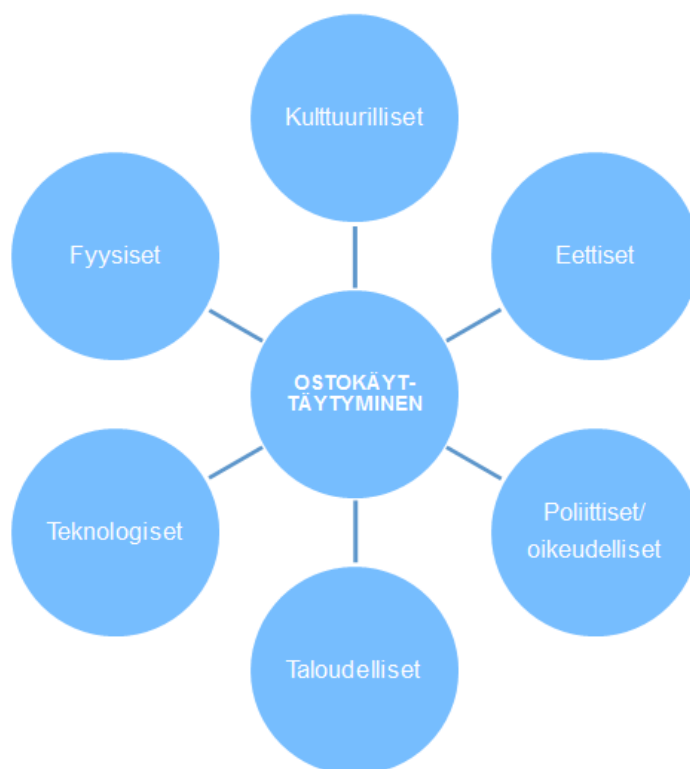 Kulttuurilliset
Fyysiset
Eettiset
OSTOKÄYT-
TÄYTYMINEN
Teknologiset
Poliittiset/
oikeudelliset
Taloudelliset